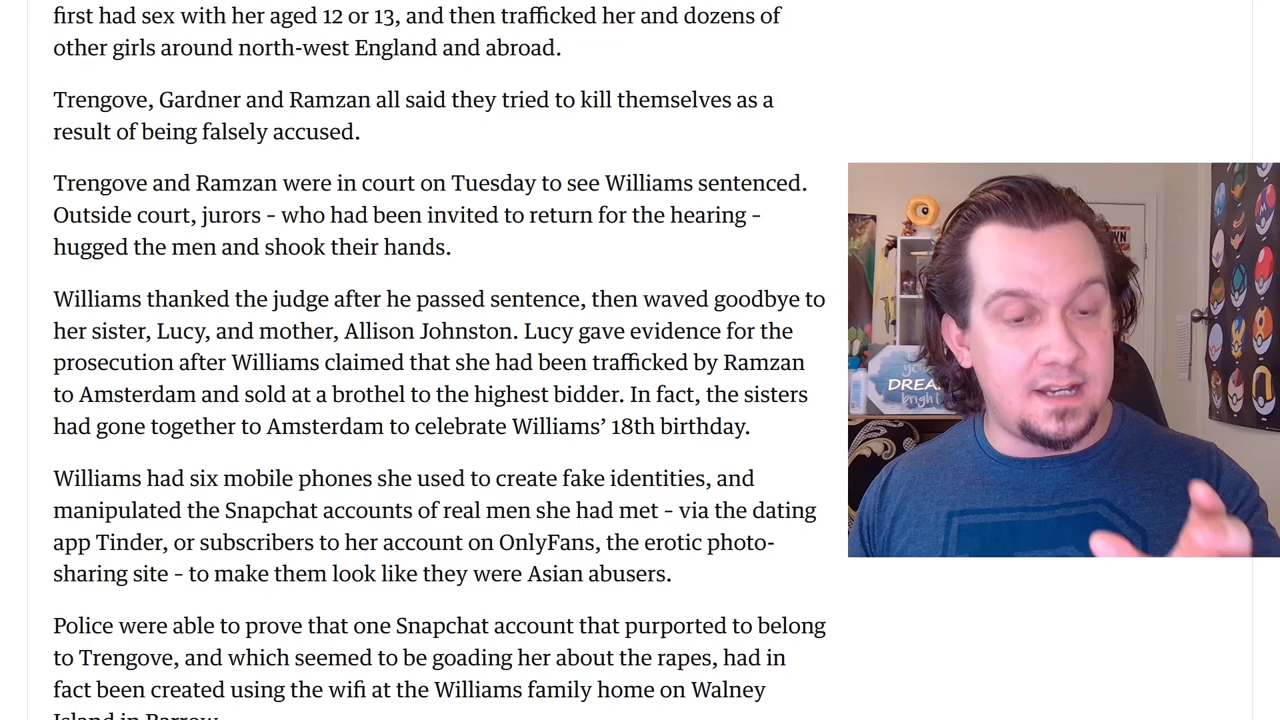 first had sex with her aged 12 or 13, and then trafficked her and dozens of
other girls around north-west England and abroad.
Trengove, Gardner and Ramzan all said they tried to kill themselves as a
result of being falsely accused.
Trengove and Ramzan were in court on Tuesday to see Williams sentenced.
Outside court, jurors – who had been invited to return for the hearing –
hugged the men and shook their hands.
Williams thanked the judge after he passed sentence, then waved goodbye to
her sister, Lucy, and mother, Allison Johnston. Lucy gave evidence for the
prosecution after Williams claimed that she had been trafficked by Ramzan
to Amsterdam and sold at a brothel to the highest bidder. In fact, the sisters
had gone together to Amsterdam to celebrate Williams’ 18th birthday.
Williams had six mobile phones she used to create fake identities, and
manipulated the Snapchat accounts of real men she had met – via the dating
app Tinder, or subscribers to her account on OnlyFans, the erotic photo-
sharing site – to make them look like they were Asian abusers.
Police were able to prove that one Snapchat account that purported to belong
to Trengove, and which seemed to be goading her about the rapes, had in
fact been created using the wifi at the Williams family home on Walney
Island in Barrow.
DREA
bright